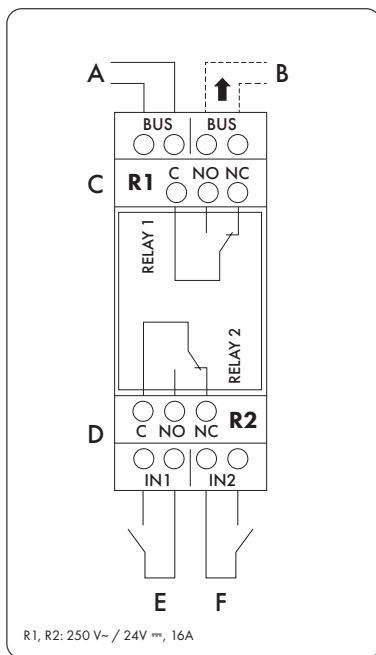 A B
BUS BUS
C R1 C NO NC
RELAY 1
RELAY 2
D C NO NC R2
IN1 IN2
E F
R1, R2: 250 V~ / 24V ⎓, 16A